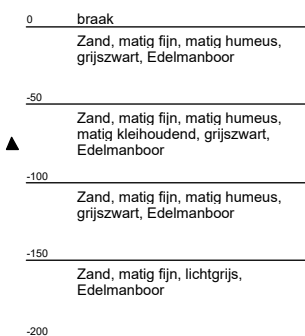 0 braak
Zand, matig fijn, matig humeus,
grijszwart, Edelmanboor
-50
Zand, matig fijn, matig humeus,
matig kleihoudend, grijszwart,
Edelmanboor
-100
Zand, matig fijn, matig humeus,
grijszwart, Edelmanboor
-150
Zand, matig fijn, lichtgrijs,
Edelmanboor
-200